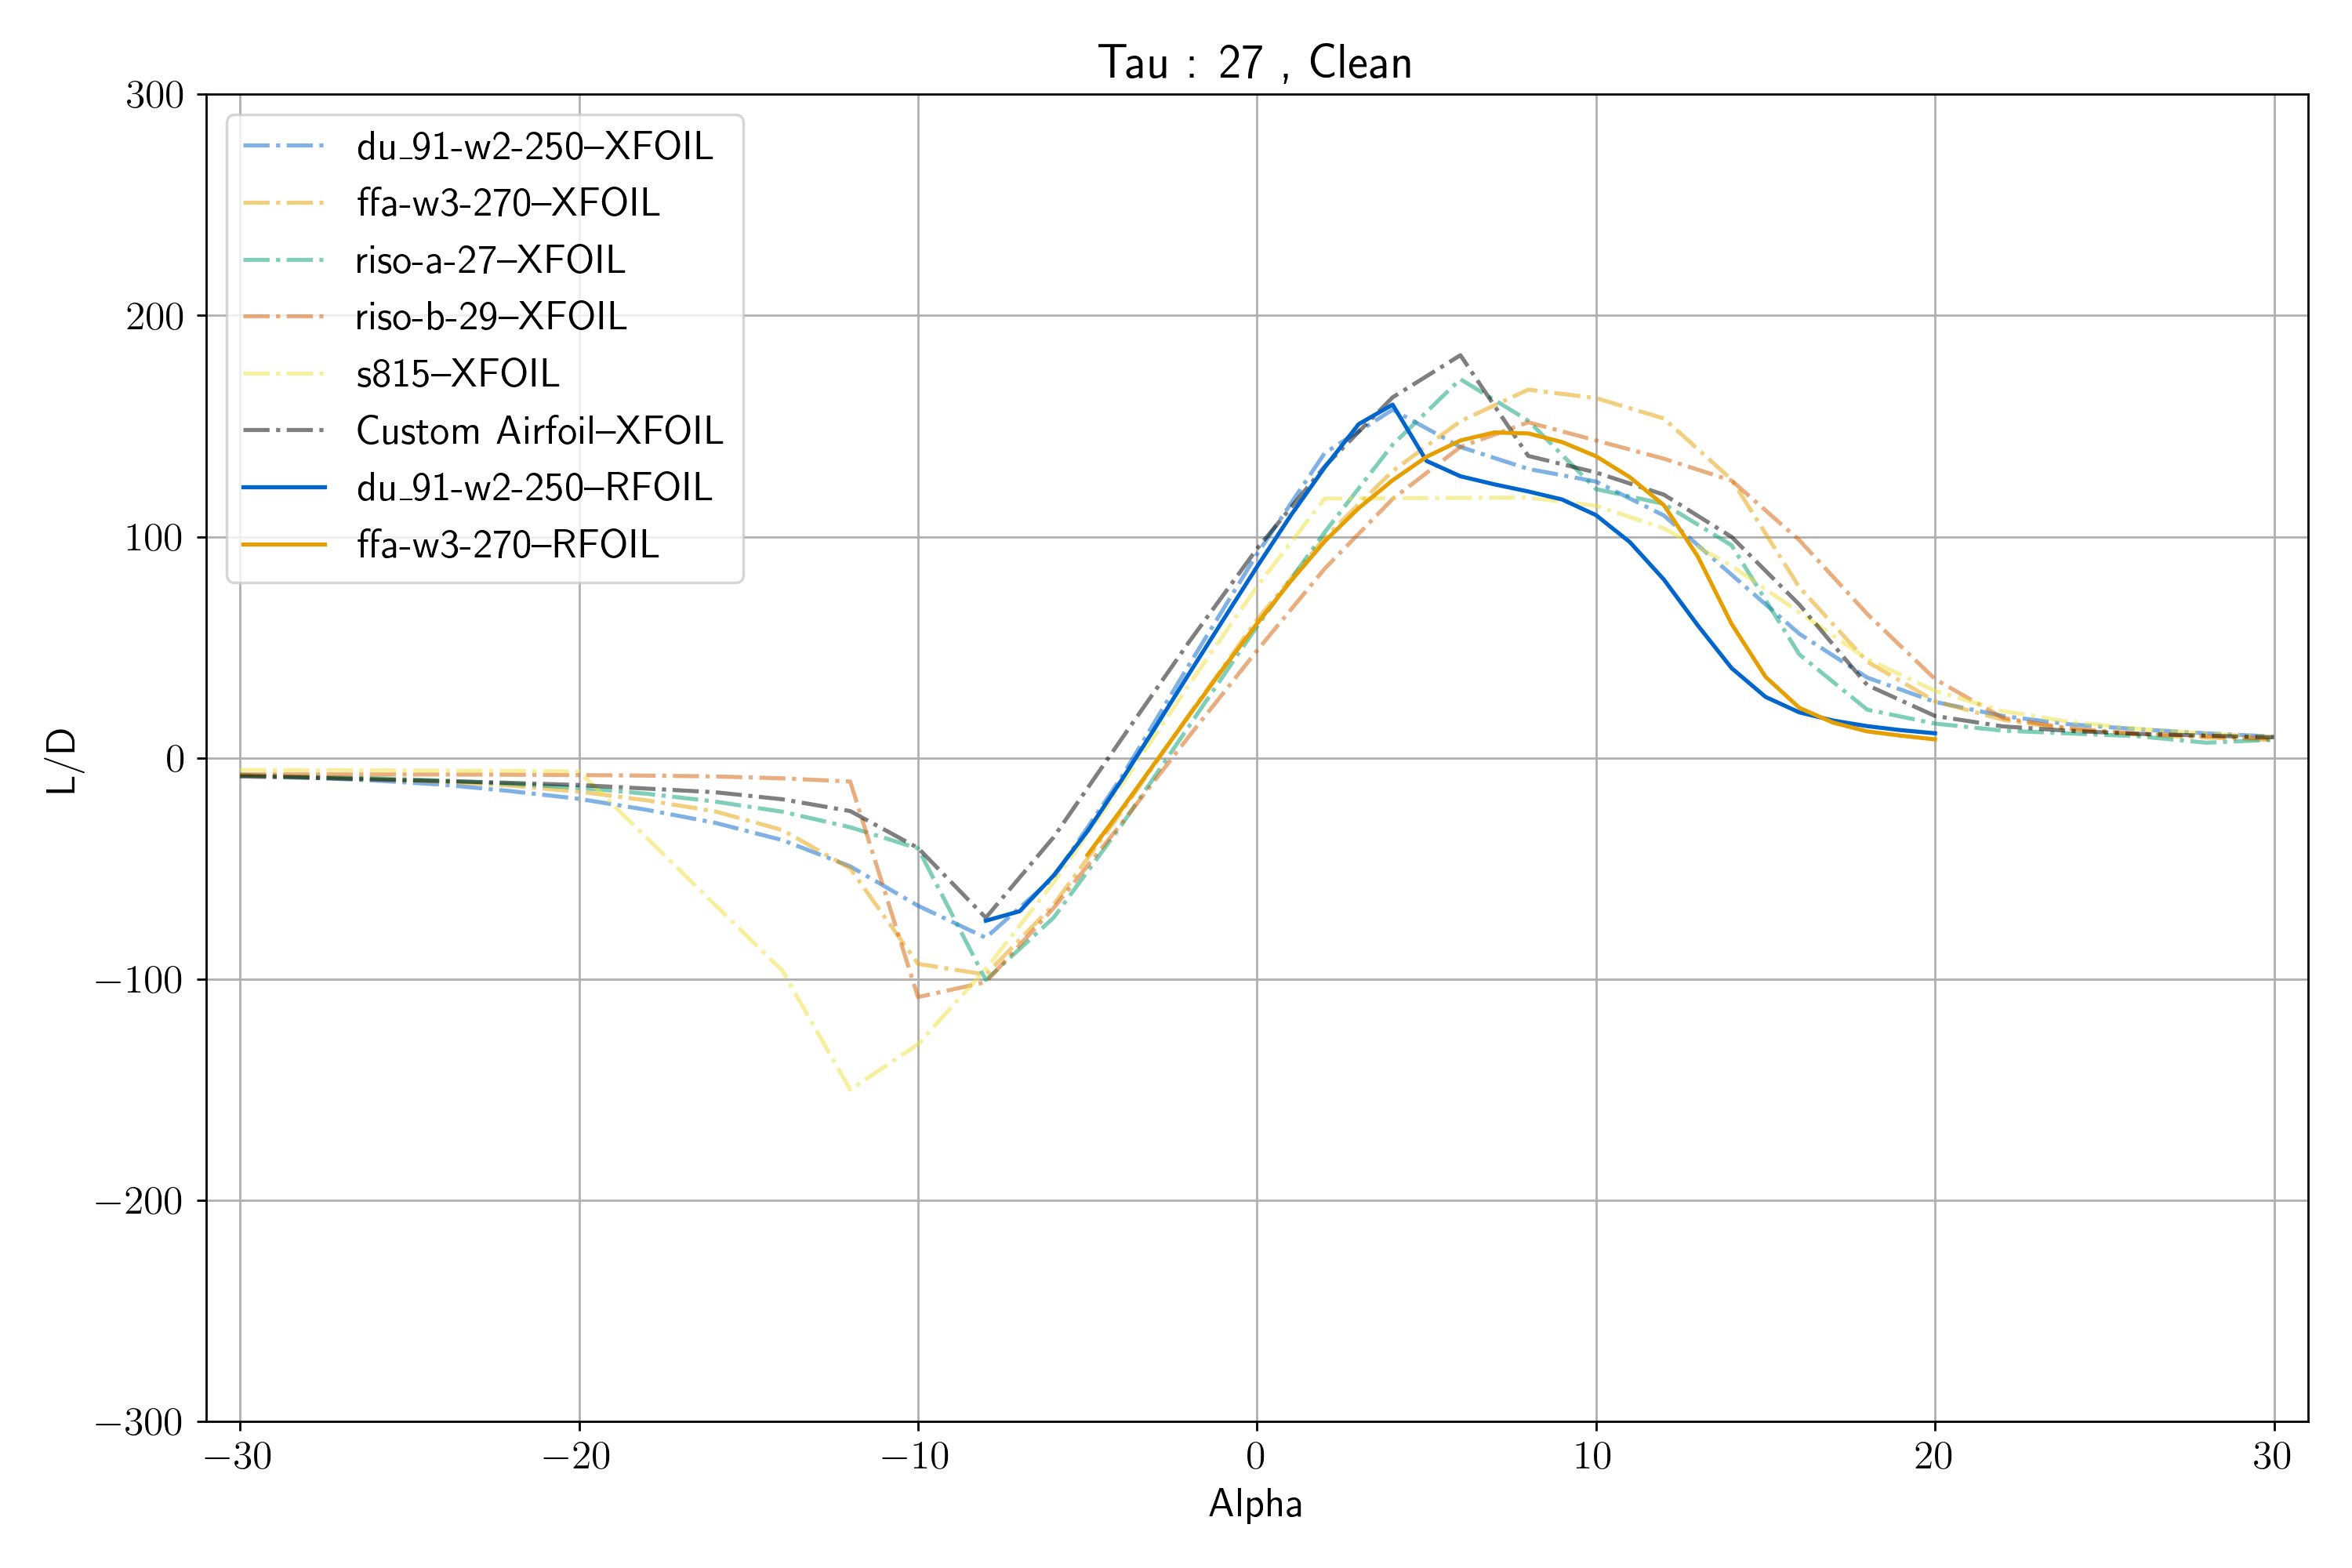 Tau : 27 , Clean
300
200
100
0
−100
−200
−300
L/D
du_91-w2-250–XFOIL
ffa-w3-270–XFOIL
riso-a-27–XFOIL
riso-b-29–XFOIL
s815–XFOIL
Custom Airfoil–XFOIL
du_91-w2-250–RFOIL
ffa-w3-270–RFOIL
−30 −20 −10 0 10 20 30
Alpha